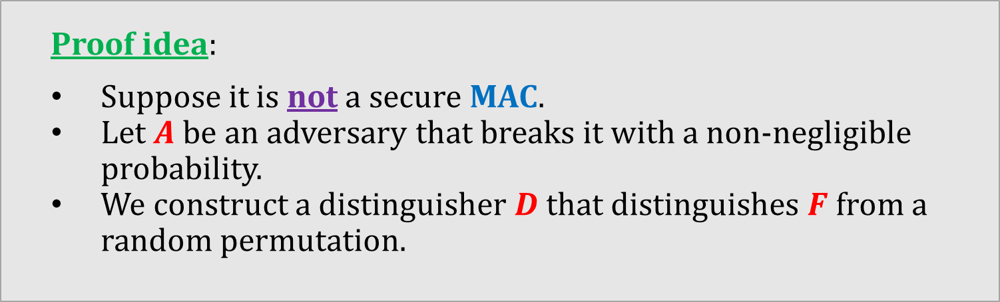 Proof idea:
• Suppose it is not a secure MAC.
• Let A be an adversary that breaks it with a non-negligible
probability.
• We construct a distinguisher D that distinguishes F from a
random permutation.